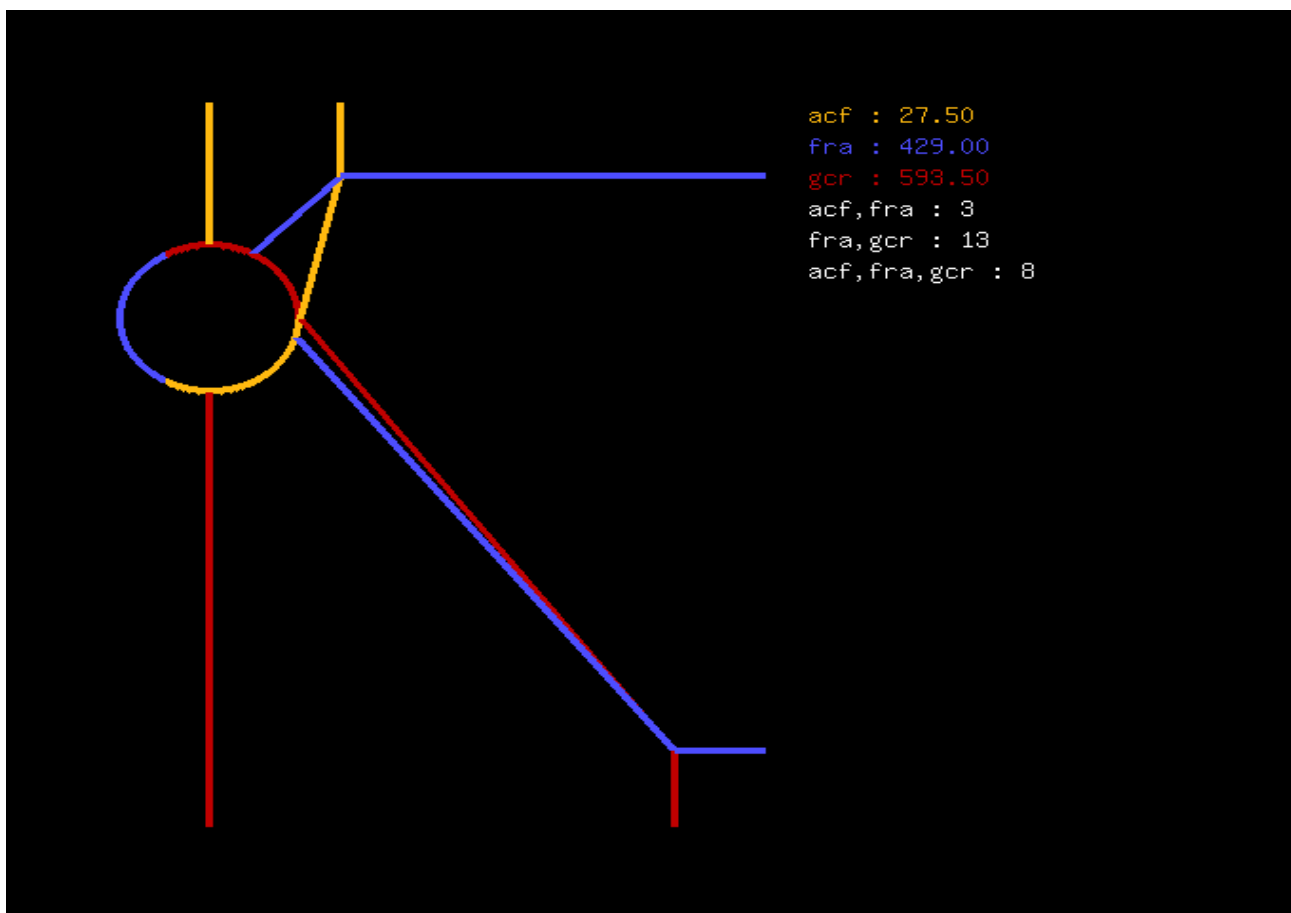 acf : 27.50
fra : 429.00
gcr : 593.50
acf,fra : 3
fra,gcr : 13
acf,fra,gcr : 8